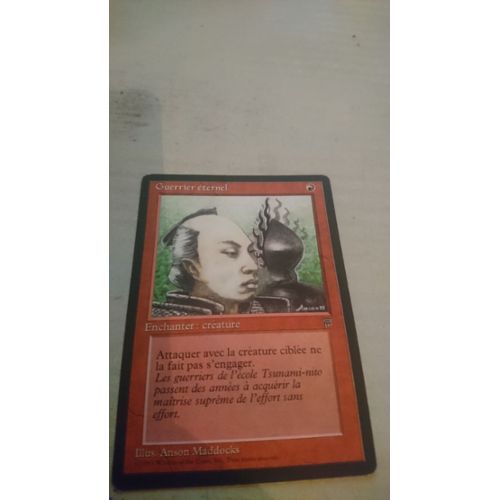 Guerrier éternel
Enchanter : créature
Attaquer avec la créature ciblée ne
la fait pas s'engager.
Les guerriers de l'école Tsunami-nito
passent des années à acquérir la
maîtrise suprême de l'effort sans
effort.
Illus. Anson Maddocks